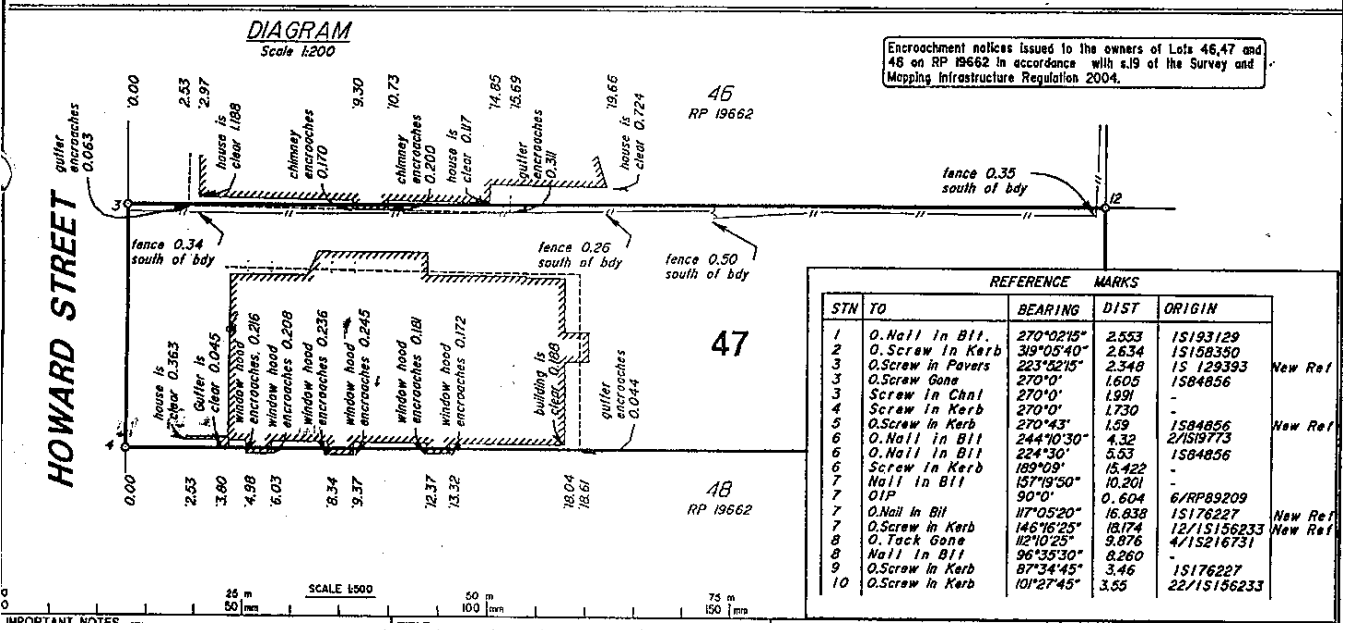 DIAGRAM
Scale 1:200
Encroachment notices issued to the owners of Lots 46,47 and
48 on RP 19662 in accordance with s.19 of the Survey and
Mapping Infrastructure Regulation 2004.
0.00
2.53
2.97
9.30
10.73
14.85
15.69
19.66
46
RP 19662
gutter
encroaches
0.063
house is
clear 1.188
chimney
encroaches
0.170
chimney
encroaches
0.200
house is
clear 0.117
gutter
encroaches
0.311
house is
clear 0.724
fence 0.35
south of bdy
3
12
fence 0.34
south of bdy
fence 0.26
south of bdy
fence 0.50
south of bdy
HOWARD STREET
47
house is
clear 0.363
Gutter is
clear 0.045
window hood
encroaches 0.216
window hood
encroaches 0.208
window hood
encroaches 0.236
window hood
encroaches 0.245
window hood
encroaches 0.181
window hood
encroaches 0.172
building is
clear 0.188
gutter
encroaches
0.044
4
0.00
2.53
3.80
4.98
6.03
8.34
9.37
12.37
13.32
18.04
18.61
48
RP 19662
REFERENCE MARKS
STN TO BEARING DIST ORIGIN
1 O.Nail in Bit. 270°02'15" 2.553 IS193129
2 O.Screw in Kerb 319°05'40" 2.634 IS158350
3 O.Screw in Pavers 223°52'15" 2.348 IS 129393 New Ref
3 O.Screw Gone 270°0' 1.605 IS84856
3 Screw in Chnl 270°0' 1.991 -
4 Screw in Kerb 270°0' 1.730 -
5 O.Screw in Kerb 270°43' 1.59 IS84856 New Ref
6 O.Nail in Bit 244°10'30" 4.32 2/IS19773
6 O.Nail in Bit 224°30' 5.53 IS84856
6 Screw in Kerb 189°09' 15.422 -
7 Nail in Bit 157°19'50" 10.201 -
7 OIP 90°0' 0.604 6/RP89209
7 O.Nail in Bit 117°05'20" 16.838 IS176227 New Ref
7 O.Screw in Kerb 146°16'25" 18.174 12/IS156233 New Ref
8 O.Tack Gone 112°10'25" 9.876 4/IS216731
8 Nail in Bit 96°35'30" 8.260 -
9 O.Screw in Kerb 87°34'45" 3.46 IS176227
10 O.Screw in Kerb 101°27'45" 3.55 22/IS156233
SCALE 1:500
0 25 m 50 m 75 m
0 50 mm 100 mm 150 mm
IMPORTANT NOTES